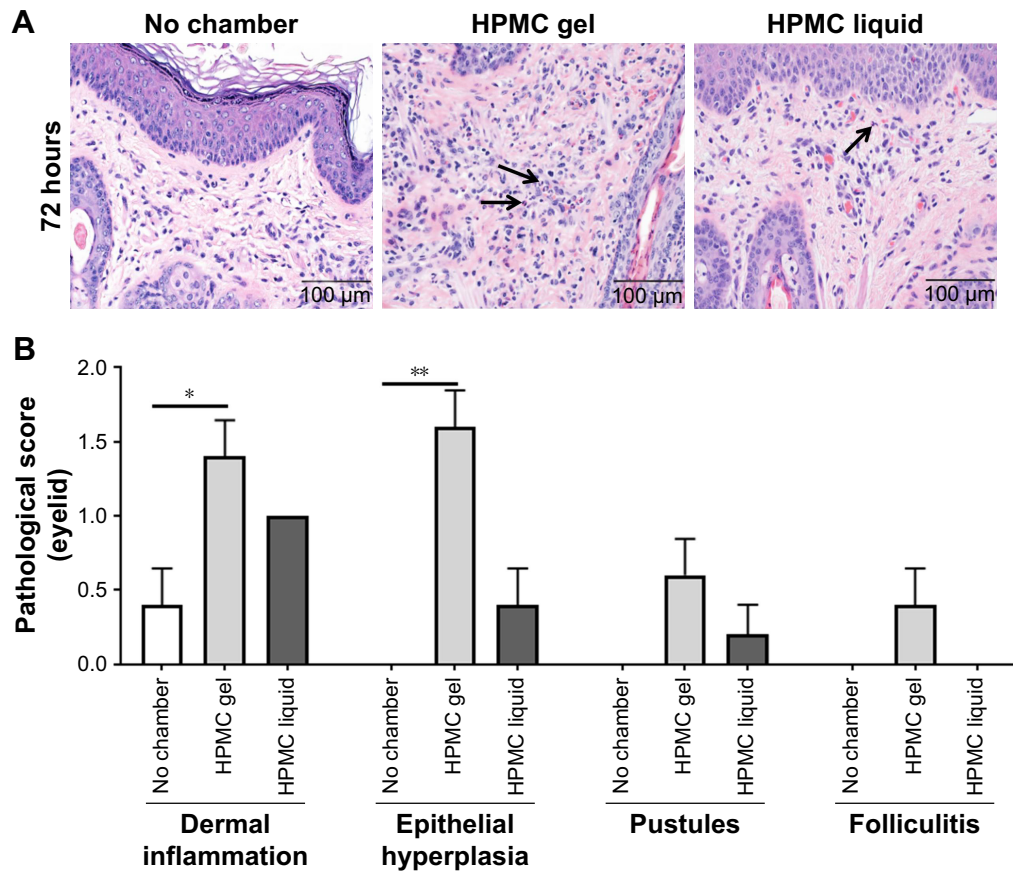 A
No chamber
HPMC gel
HPMC liquid
72 hours
100 µm
100 µm
100 µm
B
Pathological score
(eyelid)
2.0
1.5
1.0
0.5
0.0
*
**
No chamber
HPMC gel
HPMC liquid
No chamber
HPMC gel
HPMC liquid
No chamber
HPMC gel
HPMC liquid
No chamber
HPMC gel
HPMC liquid
Dermal
inflammation
Epithelial
hyperplasia
Pustules
Folliculitis